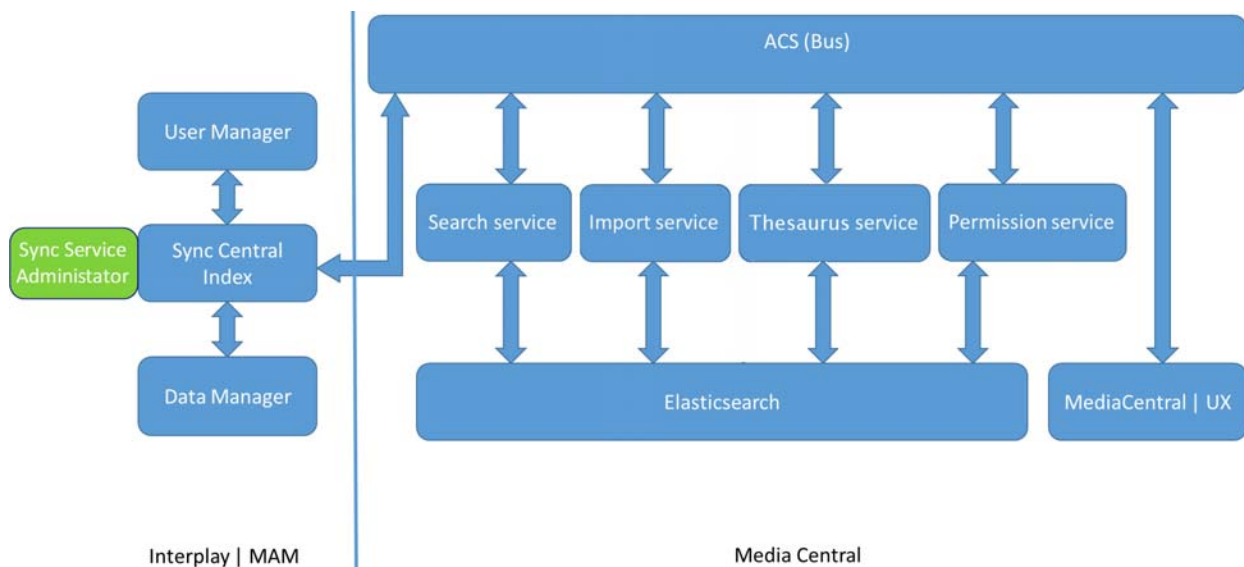 ACS (Bus)
User Manager
Search service
Import service
Thesaurus service
Permission service
Sync Service
Administator
Sync Central
Index
Data Manager
Elasticsearch
MediaCentral | UX
Interplay | MAM
Media Central